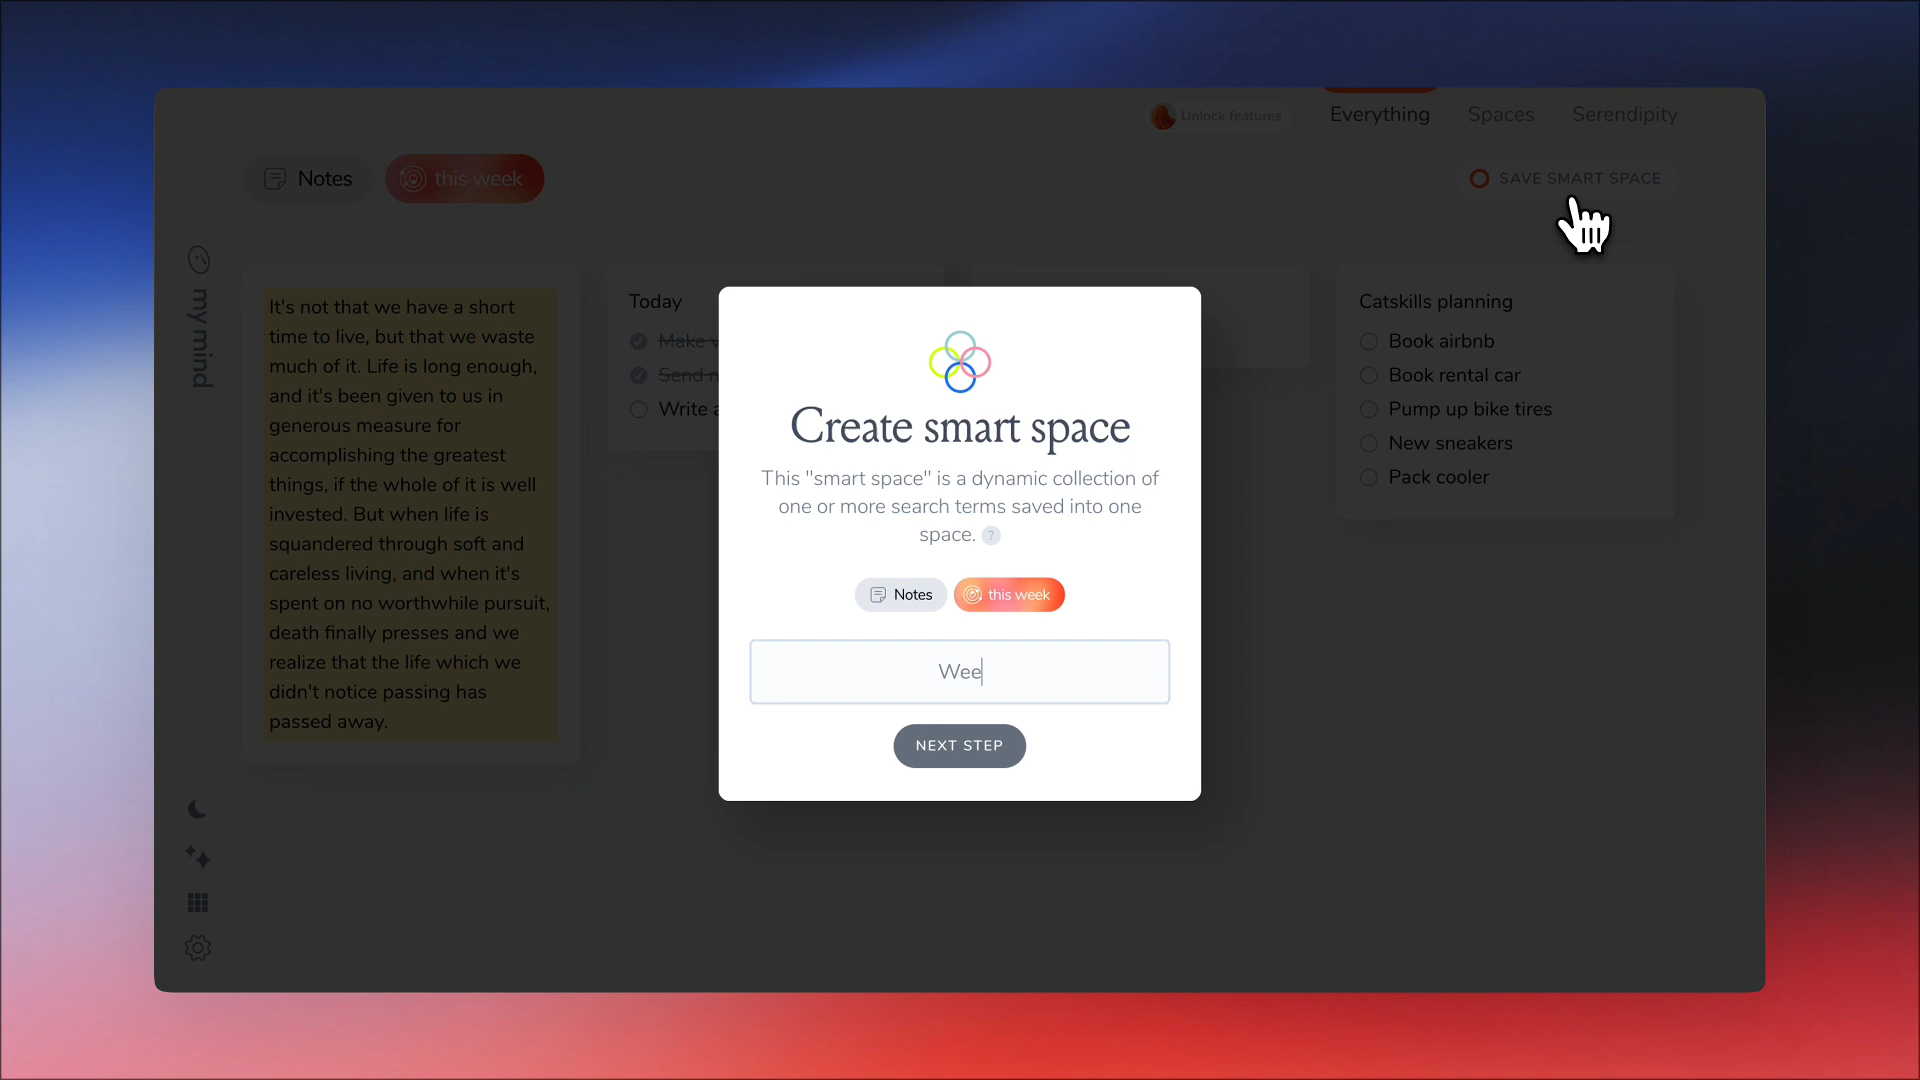 Unlock features
Everything
Spaces
Serendipity
Notes
this week
SAVE SMART SPACE
my mind
It's not that we have a short
time to live, but that we waste
much of it. Life is long enough,
and it's been given to us in
generous measure for
accomplishing the greatest
things, if the whole of it is well
invested. But when life is
squandered through soft and
careless living, and when it's
spent on no worthwhile pursuit,
death finally presses and we
realize that the life which we
didn't notice passing has
passed away.
Today
Make
Send
Write
Create smart space
This "smart space" is a dynamic collection of
one or more search terms saved into one
space. ?
Notes
this week
Wee
NEXT STEP
Catskills planning
Book airbnb
Book rental car
Pump up bike tires
New sneakers
Pack cooler